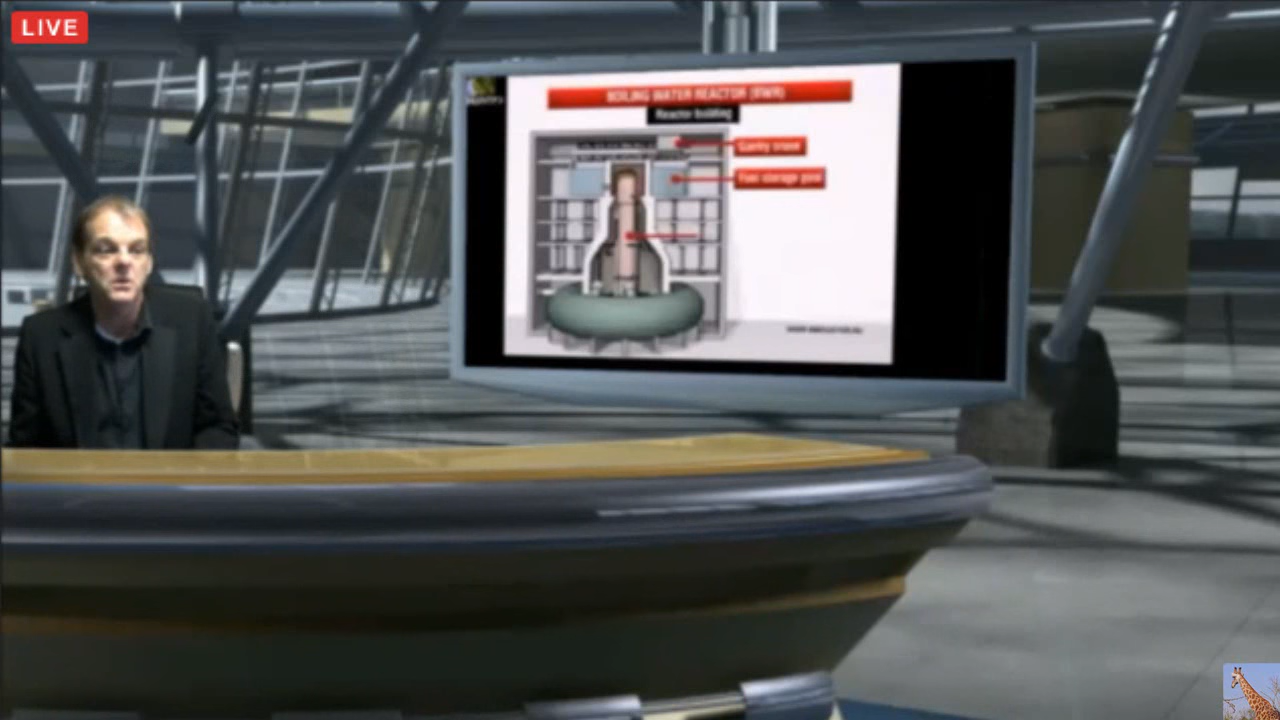 LIVE
BOILING WATER REACTOR (BWR)
Reactor building
Gantry crane
Fuel storage pool